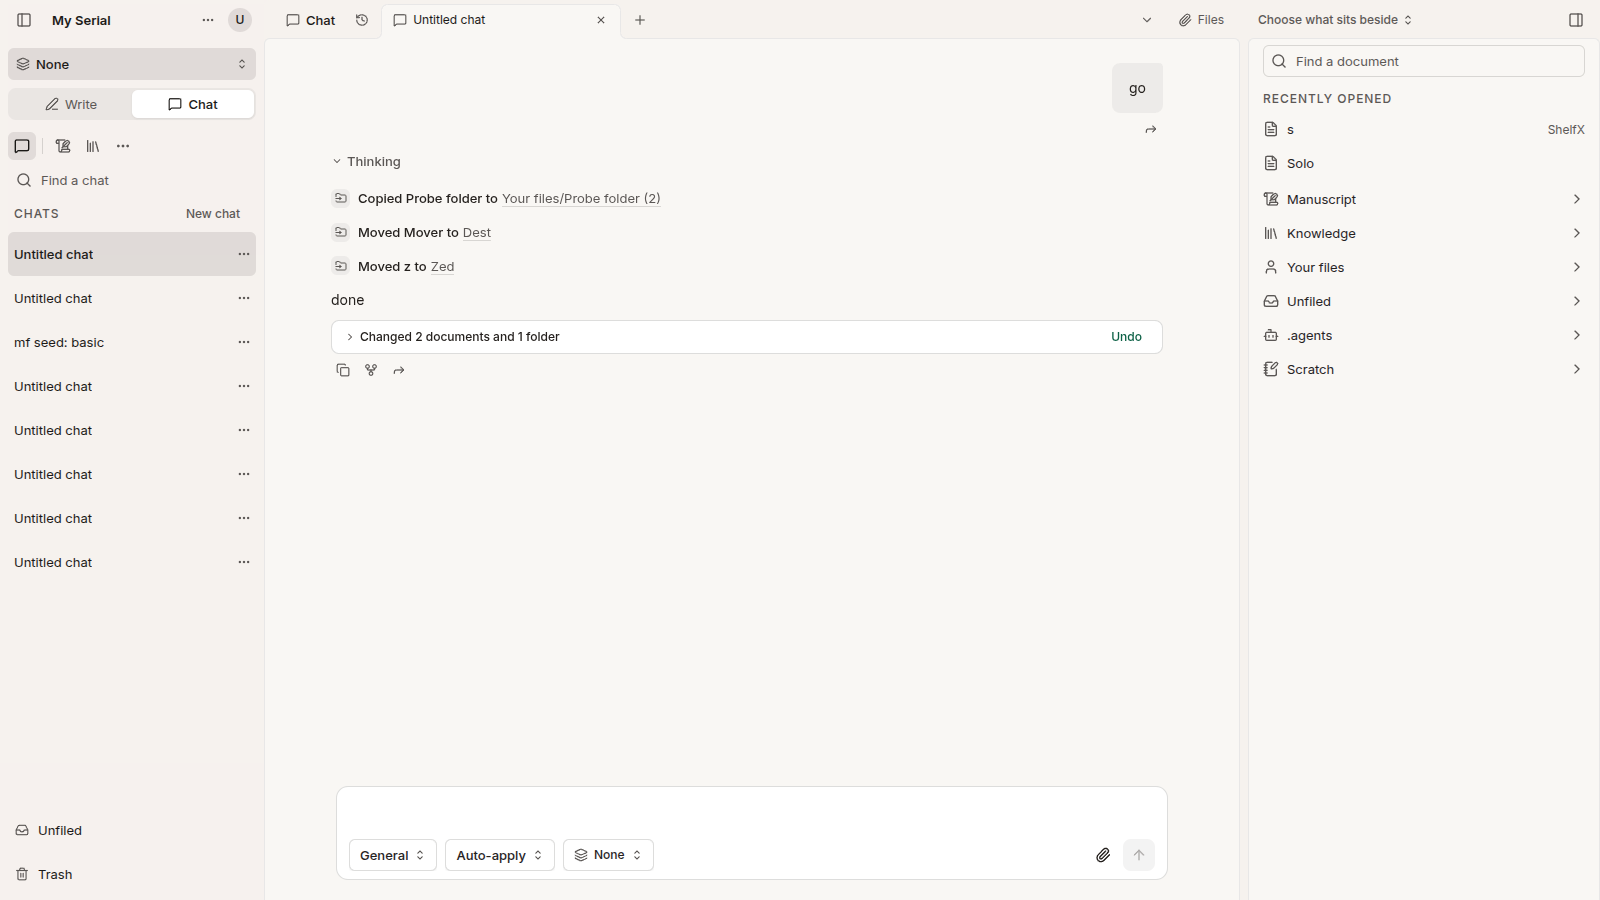 My Serial
U
None
Write
Chat
Find a chat
CHATS
New chat
Untitled chat
Untitled chat
mf seed: basic
Untitled chat
Untitled chat
Untitled chat
Untitled chat
Untitled chat
Unfiled
Trash
Chat
Untitled chat
Files
go
Thinking
Copied Probe folder to Your files/Probe folder (2)
Moved Mover to Dest
Moved z to Zed
done
Changed 2 documents and 1 folder
Undo
General
Auto-apply
None
Choose what sits beside
Find a document
RECENTLY OPENED
s
ShelfX
Solo
Manuscript
Knowledge
Your files
Unfiled
.agents
Scratch